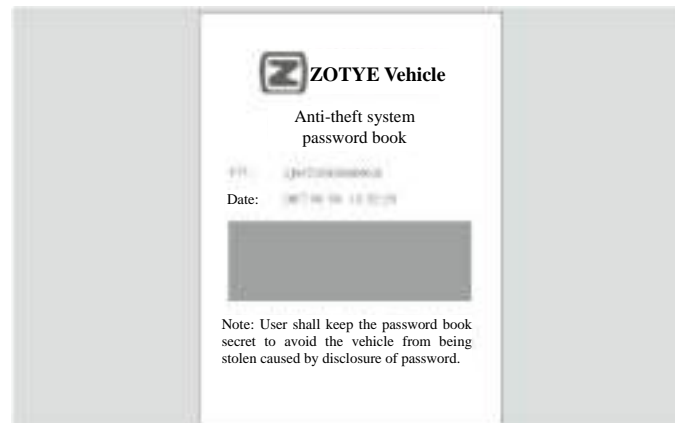 ZOTYE Vehicle
Anti-theft system
password book
Date:
Note: User shall keep the password book
secret to avoid the vehicle from being
stolen caused by disclosure of password.